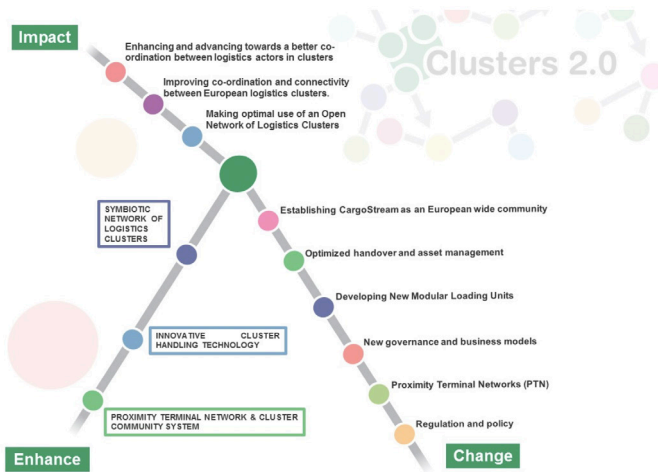 Impact
Clusters 2.0
Enhancing and advancing towards a better co-
ordination between logistics actors in clusters
Improving co-ordination and connectivity
between European logistics clusters.
Making optimal use of an Open
Network of Logistics Clusters
SYMBIOTIC
NETWORK OF
LOGISTICS
CLUSTERS
Establishing CargoStream as an European wide community
Optimized handover and asset management
Developing New Modular Loading Units
INNOVATIVE CLUSTER
HANDLING TECHNOLOGY
New governance and business models
Proximity Terminal Networks (PTN)
PROXIMITY TERMINAL NETWORK & CLUSTER
COMMUNITY SYSTEM
Regulation and policy
Enhance
Change